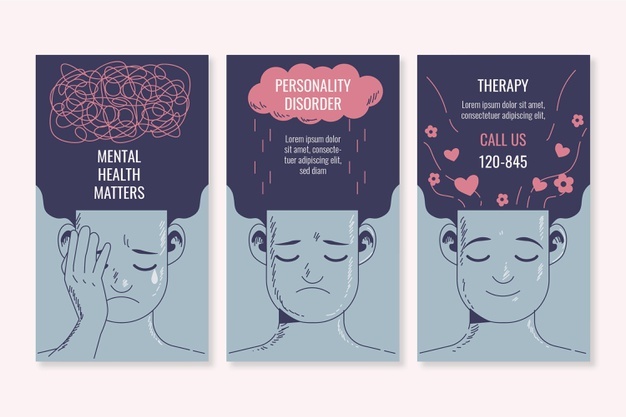 MENTAL
HEALTH
MATTERS
PERSONALITY
DISORDER
Lorem ipsum dolor
sit amet, consecte-
tuer adipiscing elit,
sed diam
THERAPY
Lorem ipsum dolor sit amet,
consectetuer adipiscing elit,
CALL US
120-845